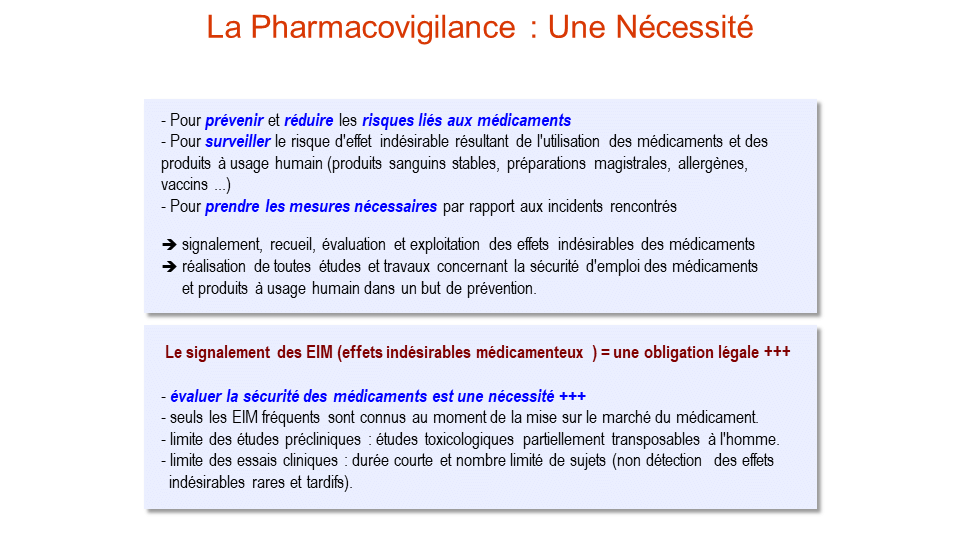 La Pharmacovigilance : Une Nécessité
- Pour prévenir et réduire les risques liés aux médicaments
- Pour surveiller le risque d'effet indésirable résultant de l'utilisation des médicaments et des
produits à usage humain (produits sanguins stables, préparations magistrales, allergènes,
vaccins ...)
- Pour prendre les mesures nécessaires par rapport aux incidents rencontrés
➔ signalement, recueil, évaluation et exploitation des effets indésirables des médicaments
➔ réalisation de toutes études et travaux concernant la sécurité d'emploi des médicaments
et produits à usage humain dans un but de prévention.
Le signalement des EIM (effets indésirables médicamenteux ) = une obligation légale +++
- évaluer la sécurité des médicaments est une nécessité +++
- seuls les EIM fréquents sont connus au moment de la mise sur le marché du médicament.
- limite des études précliniques : études toxicologiques partiellement transposables à l'homme.
- limite des essais cliniques : durée courte et nombre limité de sujets (non détection des effets
indésirables rares et tardifs).